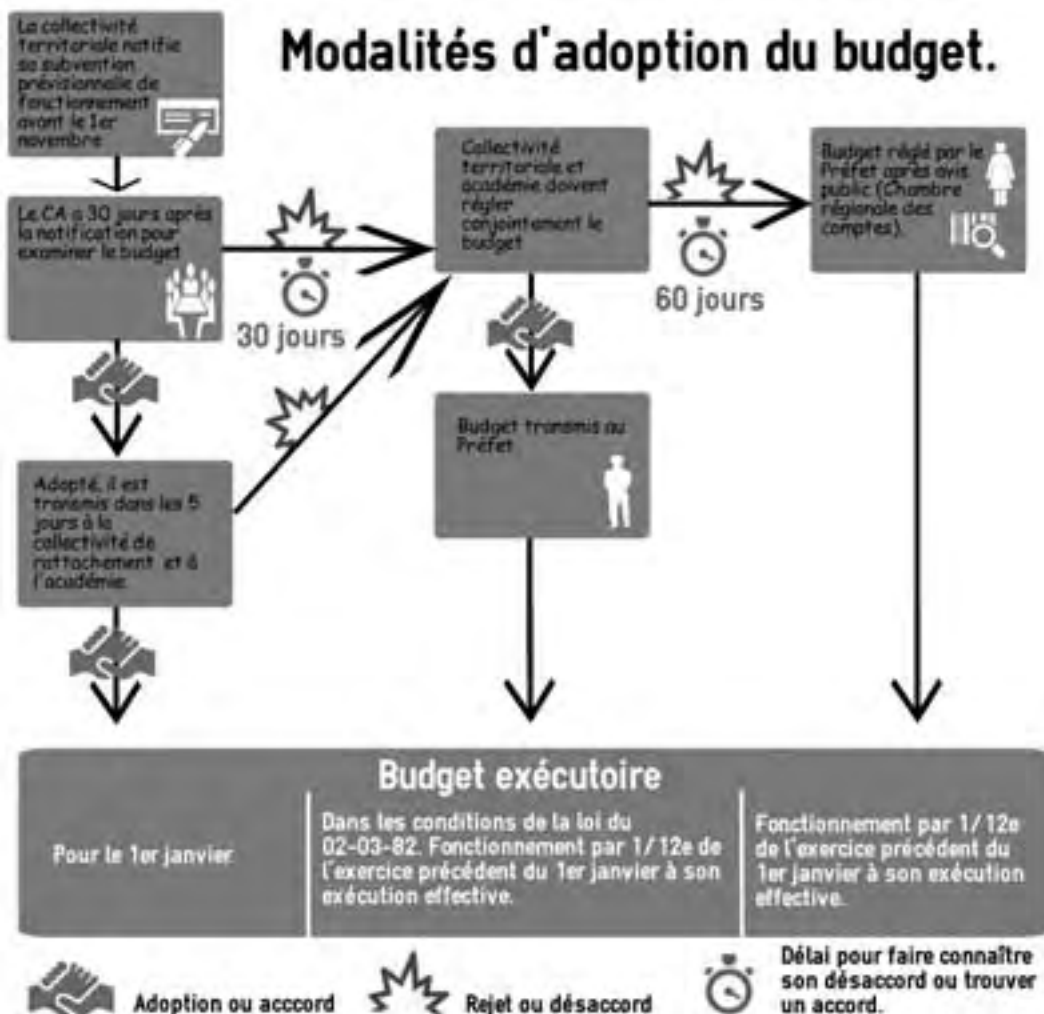 Modalités d'adoption du budget.
La collectivité
territoriale notifie
sa subvention
prévisionnelle de
fonctionnement
avant le 1er
novembre
Le CA a 30 jours après
la notification pour
examiner le budget
30 jours
Collectivité
territoriale et
académie doivent
régler
conjointement le
budget
60 jours
Budget réglé par le
Préfet après avis
public (Chambre
régionale des
comptes).
Adopté, il est
transmis dans les 5
jours à la
collectivité de
rattachement et à
l'académie.
Budget transmis au
Préfet
Budget exécutoire
Pour le 1er janvier
Dans les conditions de la loi du
02-03-82. Fonctionnement par 1/12e de
l'exercice précédent du 1er janvier à son
exécution effective.
Fonctionnement par 1/12e
de l'exercice précédent du
1er janvier à son exécution
effective.
Adoption ou acccord
Rejet ou désaccord
Délai pour faire connaître
son désaccord ou trouver
un accord.